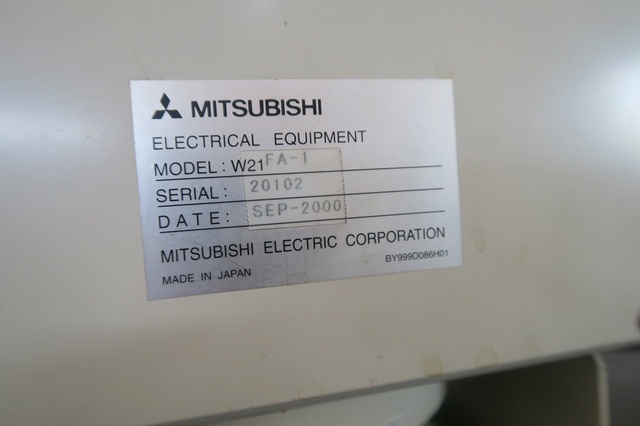 MITSUBISHI
ELECTRICAL EQUIPMENT
MODEL: W21FA-1
SERIAL: 20102
DATE: SEP-2000
MITSUBISHI ELECTRIC CORPORATION
BY999D086H01
MADE IN JAPAN